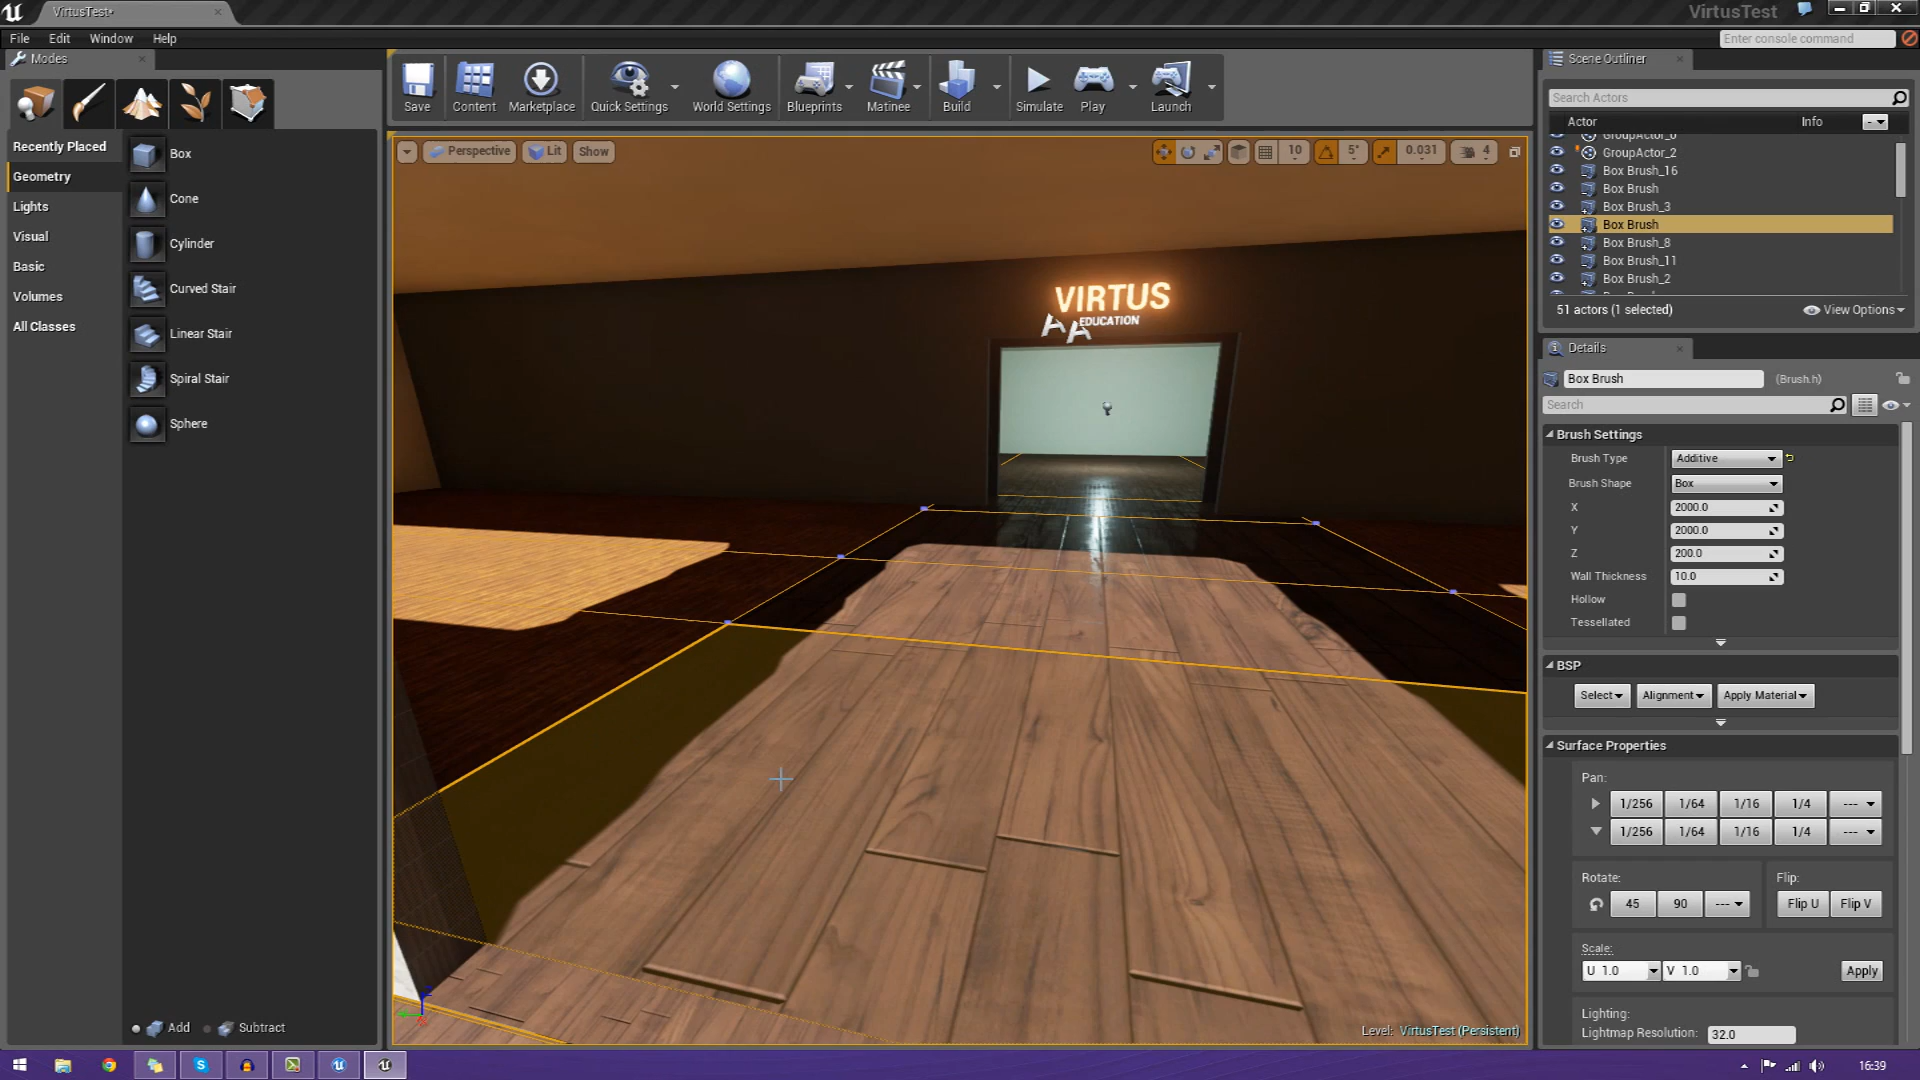 VirtusTest*
VirtusTest
File Edit Window Help
Enter console command
Modes
Save
Content
Marketplace
Quick Settings
World Settings
Blueprints
Matinee
Build
Simulate
Play
Launch
Recently Placed
Geometry
Lights
Visual
Basic
Volumes
All Classes
Box
Cone
Cylinder
Curved Stair
Linear Stair
Spiral Stair
Sphere
Add
Subtract
Perspective
Lit
Show
10
5°
0.031
4
VIRTUS
EDUCATION
Level: VirtusTest (Persistent)
Scene Outliner
Search Actors
Actor Info
GroupActor_6
GroupActor_2
Box Brush_16
Box Brush
Box Brush_3
Box Brush
Box Brush_8
Box Brush_11
Box Brush_2
51 actors (1 selected)
View Options
Details
Box Brush
(Brush.h)
Search
Brush Settings
Brush Type Additive
Brush Shape Box
X 2000.0
Y 2000.0
Z 200.0
Wall Thickness 10.0
Hollow
Tessellated
BSP
Select Alignment Apply Material
Surface Properties
Pan:
1/256 1/64 1/16 1/4 ---
1/256 1/64 1/16 1/4 ---
Rotate: Flip:
45 90 --- Flip U Flip V
Scale:
U 1.0 V 1.0 Apply
Lighting:
Lightmap Resolution: 32.0
16:39